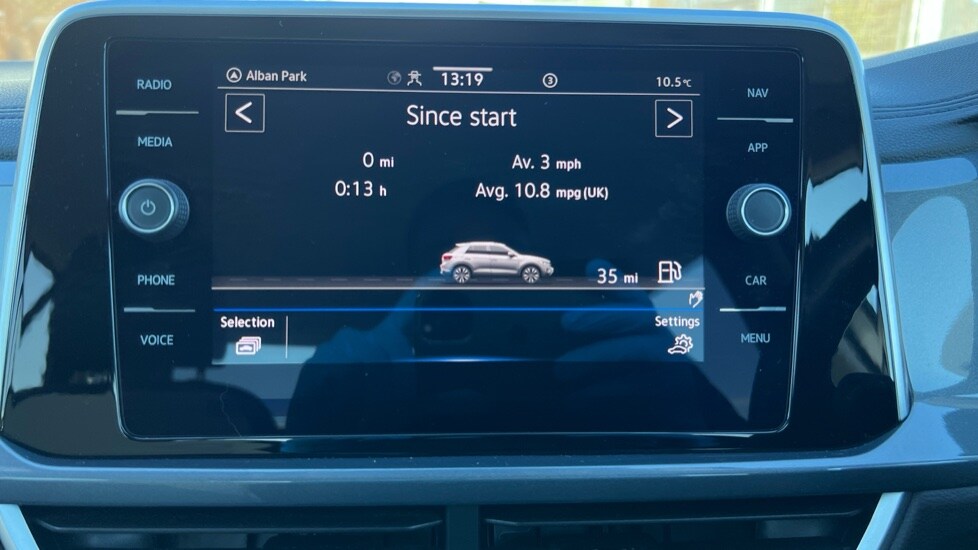 RADIO
MEDIA
PHONE
VOICE
Alban Park
13:19
3
10.5°C
Since start
0 mi
Av. 3 mph
0:13 h
Avg. 10.8 mpg (UK)
35 mi
Selection
Settings
NAV
APP
CAR
MENU